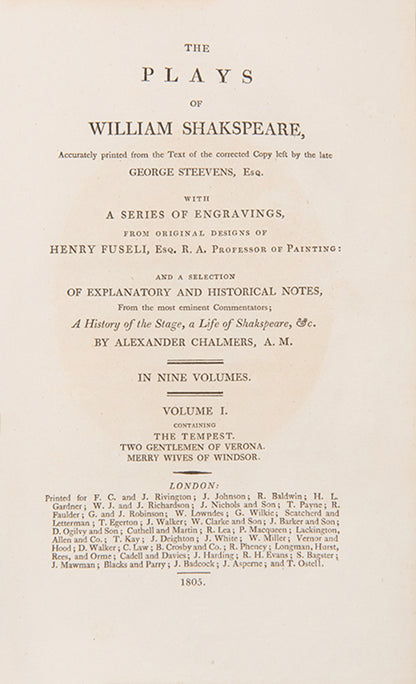 THE
PLAYS
OF
WILLIAM SHAKSPEARE,
Accurately printed from the Text of the corrected Copy left by the late
GEORGE STEEVENS, Esq.
WITH
A SERIES OF ENGRAVINGS,
FROM ORIGINAL DESIGNS OF
HENRY FUSELI, Esq. R. A. Professor of Painting:
AND A SELECTION
OF EXPLANATORY AND HISTORICAL NOTES,
From the most eminent Commentators;
A History of the Stage, a Life of Shakspeare, &c.
BY ALEXANDER CHALMERS, A. M.
IN NINE VOLUMES.
VOLUME I.
CONTAINING
THE TEMPEST.
TWO GENTLEMEN OF VERONA.
MERRY WIVES OF WINDSOR.
LONDON:
Printed for F. C. and J. Rivington; J. Johnson; R. Baldwin; H. L.
Gardner; W. J. and J. Richardson; J. Nichols and Son; T. Payne; R.
Faulder; G. and J. Robinson; W. Lowndes; G. Wilkie; Scatcherd and
Letterman; T. Egerton; J. Walker; W. Clarke and Son; J. Barker and Son;
D. Ogilvy and Son; Cuthell and Martin; R. Lea; P. Macqueen; Lackington,
Allen and Co.; T. Kay; J. Deighton; J. White; W. Miller; Vernor and
Hood; D. Walker; C. Law; B. Crosby and Co.; R. Pheney; Longman, Hurst,
Rees, and Orme; Cadell and Davies; J. Harding; R. H. Evans; S. Bagster;
J. Mawman; Blacks and Parry; J. Badcock; J. Asperne; and T. Ostell.
1805.